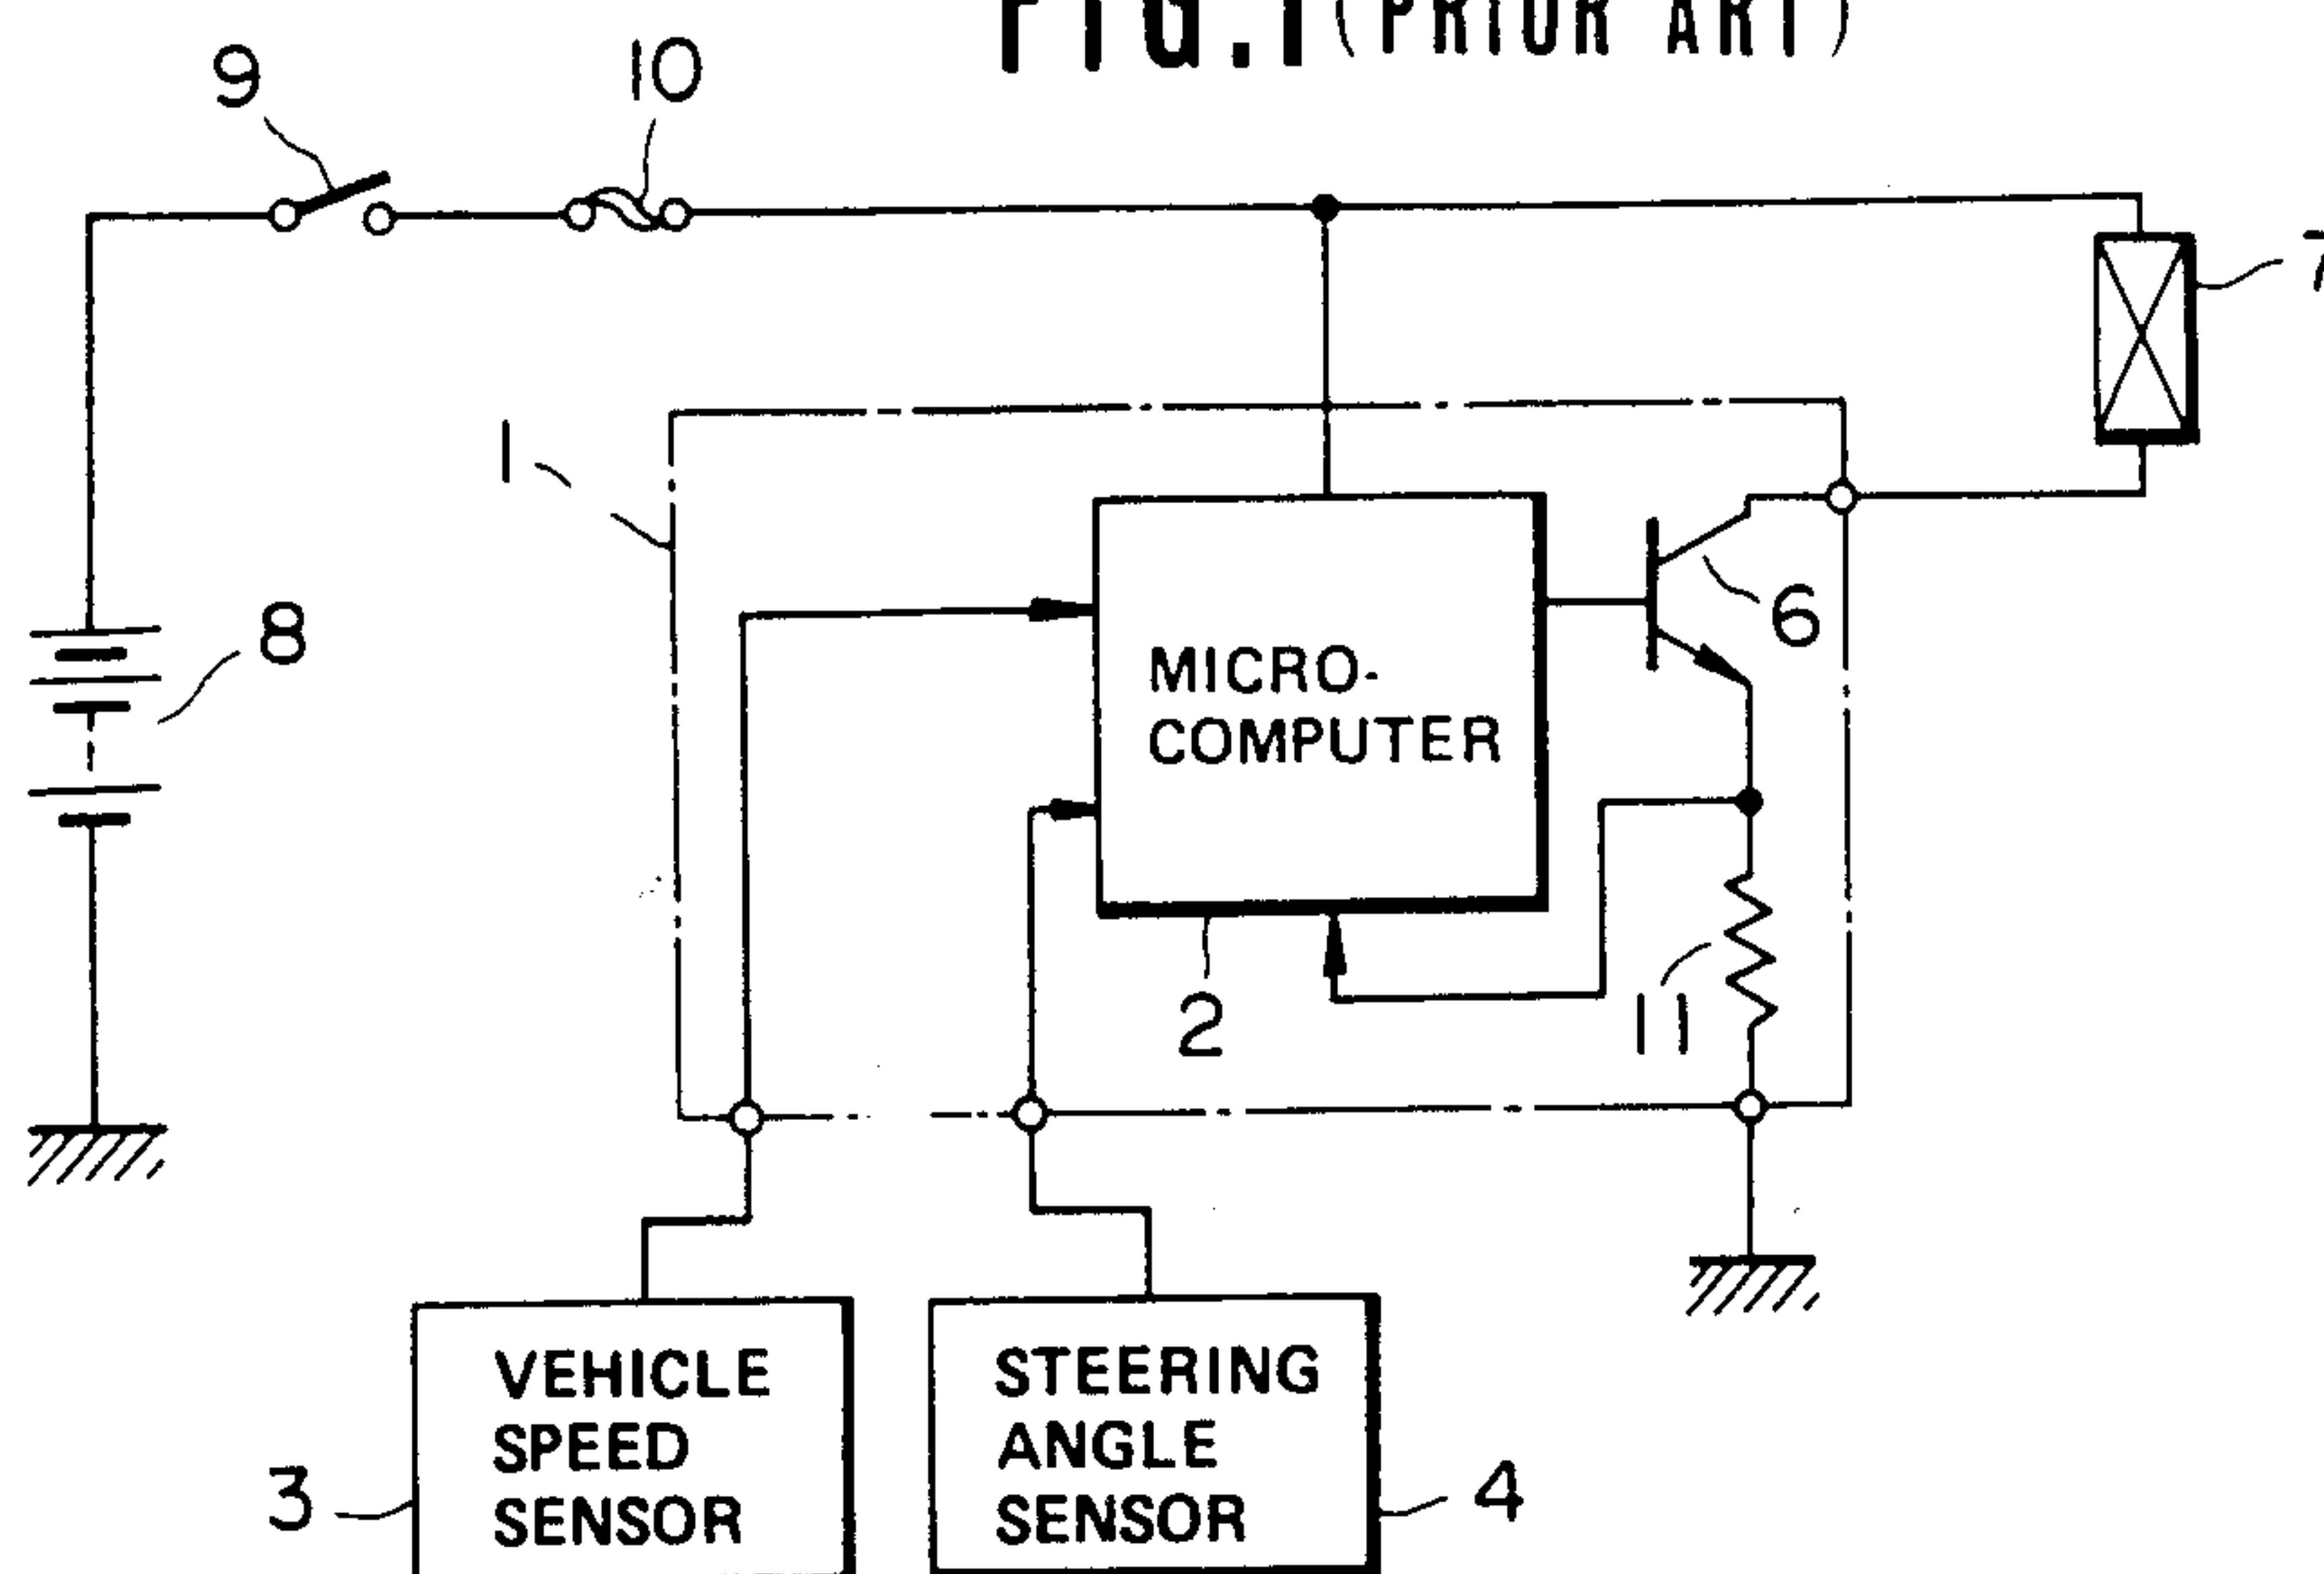 FIG.1 (PRIOR ART)
9
10
7
1
8
6
MICRO-
COMPUTER
2
11
VEHICLE
SPEED
SENSOR
STEERING
ANGLE
SENSOR
3
4